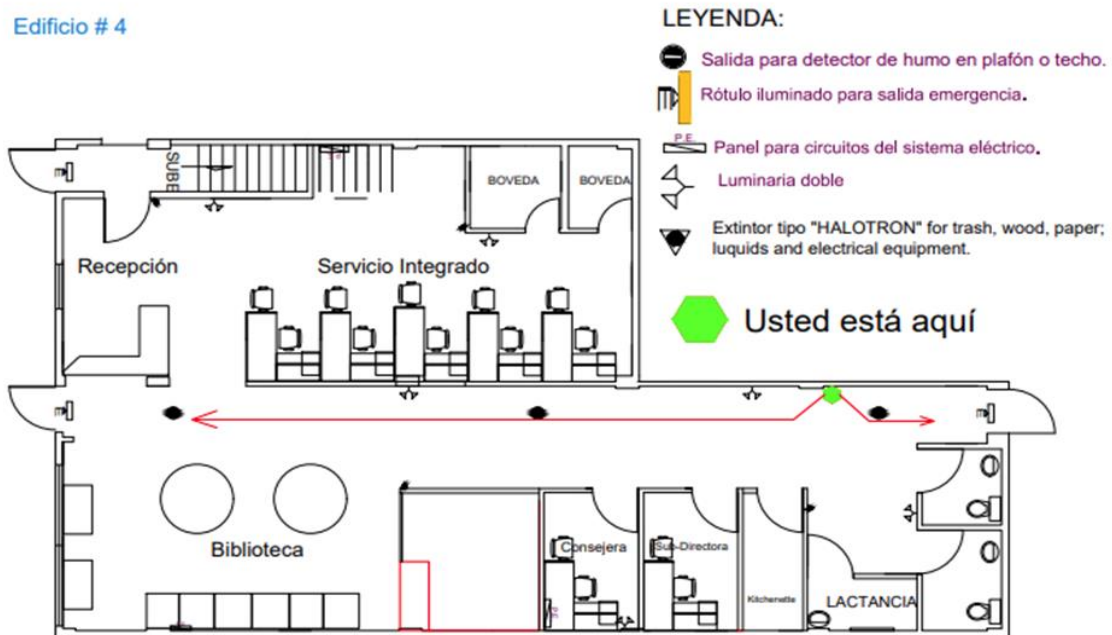 Edificio # 4
LEYENDA:
Salida para detector de humo en plafón o techo.
Rótulo iluminado para salida emergencia.
P.E.
Panel para circuitos del sistema eléctrico.
Luminaria doble
Extintor tipo "HALOTRON" for trash, wood, paper;
luquids and electrical equipment.
Usted está aquí
SUBE
BOVEDA
BOVEDA
Recepción
Servicio Integrado
Biblioteca
Consejera
Sub-Directora
Kitchenette
LACTANCIA
P.E.